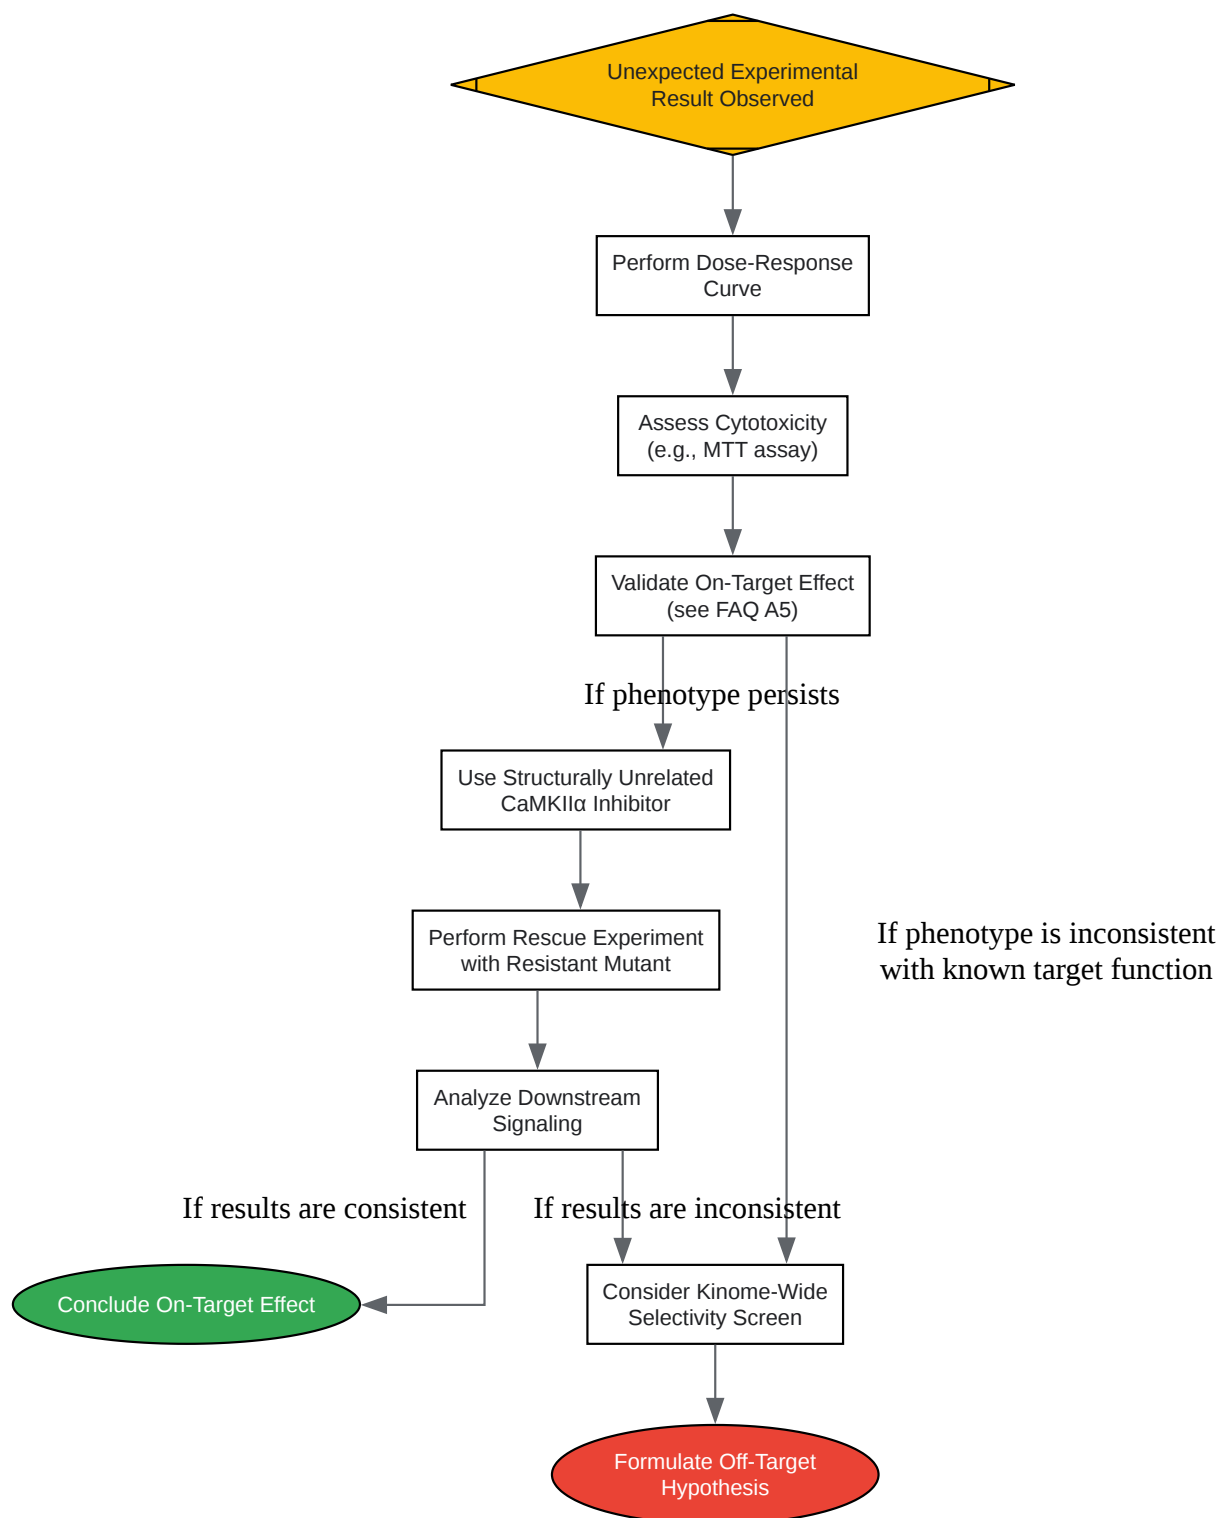 Unexpected Experimental
Result Observed
Perform Dose-Response
Curve
Assess Cytotoxicity
(e.g., MTT assay)
Validate On-Target Effect
(see FAQ A5)
If phenotype persists
Use Structurally Unrelated
CaMKIIα Inhibitor
Perform Rescue Experiment
with Resistant Mutant
If phenotype is inconsistent
with known target function
Analyze Downstream
Signaling
If results are consistent
If results are inconsistent
Conclude On-Target Effect
Consider Kinome-Wide
Selectivity Screen
Formulate Off-Target
Hypothesis